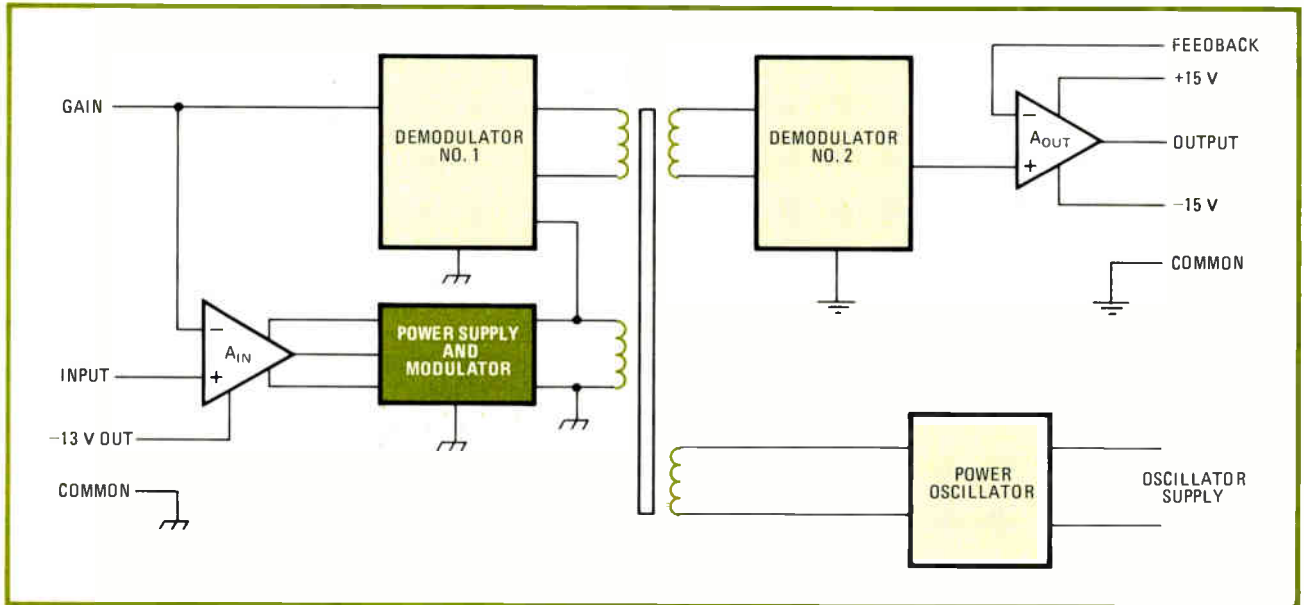 GAIN
DEMODULATOR
NO. 1
−
A_IN
+
INPUT
−13 V OUT
COMMON
POWER SUPPLY
AND
MODULATOR
DEMODULATOR
NO. 2
FEEDBACK
+15 V
−
A_OUT
+
OUTPUT
−15 V
COMMON
POWER
OSCILLATOR
OSCILLATOR
SUPPLY